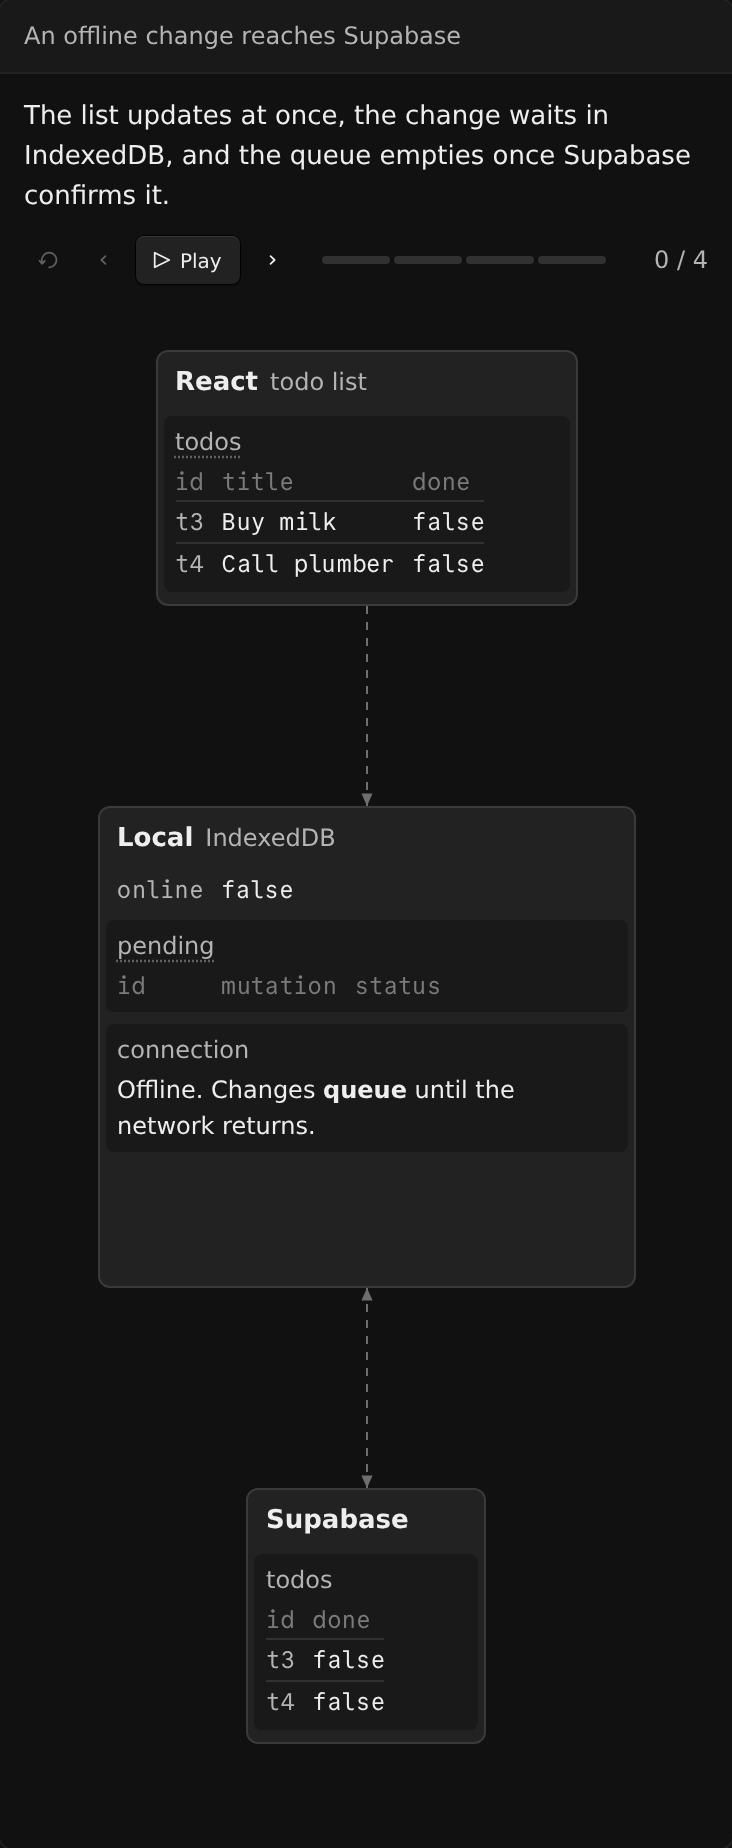 An offline change reaches Supabase
The list updates at once, the change waits in
IndexedDB, and the queue empties once Supabase
confirms it.
Play
0 / 4
React todo list
todos
id title done
t3 Buy milk false
t4 Call plumber false
Local IndexedDB
online false
pending
id mutation status
connection
Offline. Changes queue until the
network returns.
Supabase
todos
id done
t3 false
t4 false